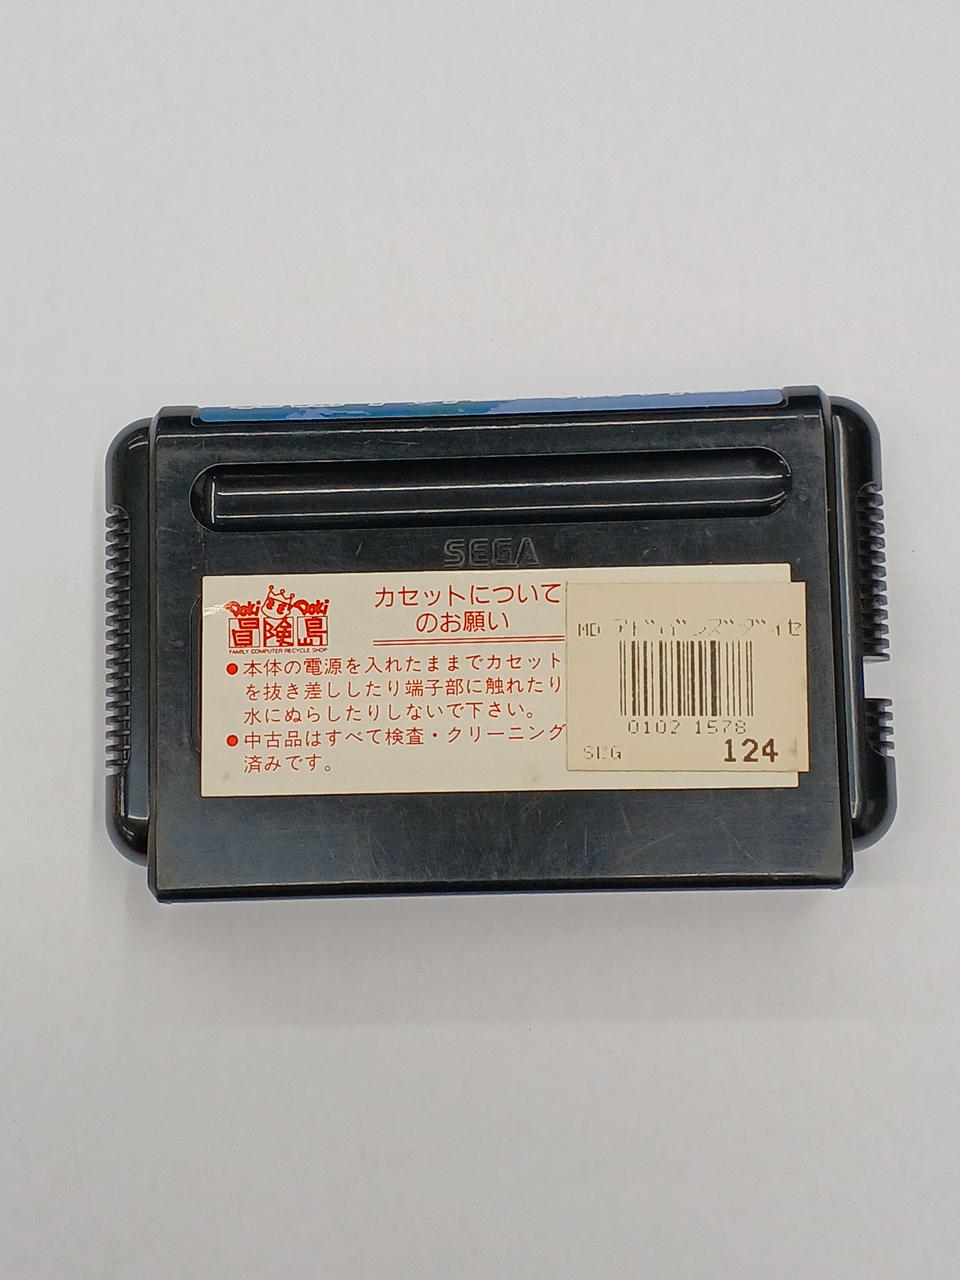 SEGA
Doki Doki
冒険島
FAMILY COMPUTER RECYCLE SHOP
カセットについて
のお願い
●本体の電源を入れたままでカセット
を抜き差ししたり端子部に触れたり
水にぬらしたりしないで下さい。
●中古品はすべて検査・クリーニング
済みです。
MD アドバンスドダイセ
0102 1578
SEG
124